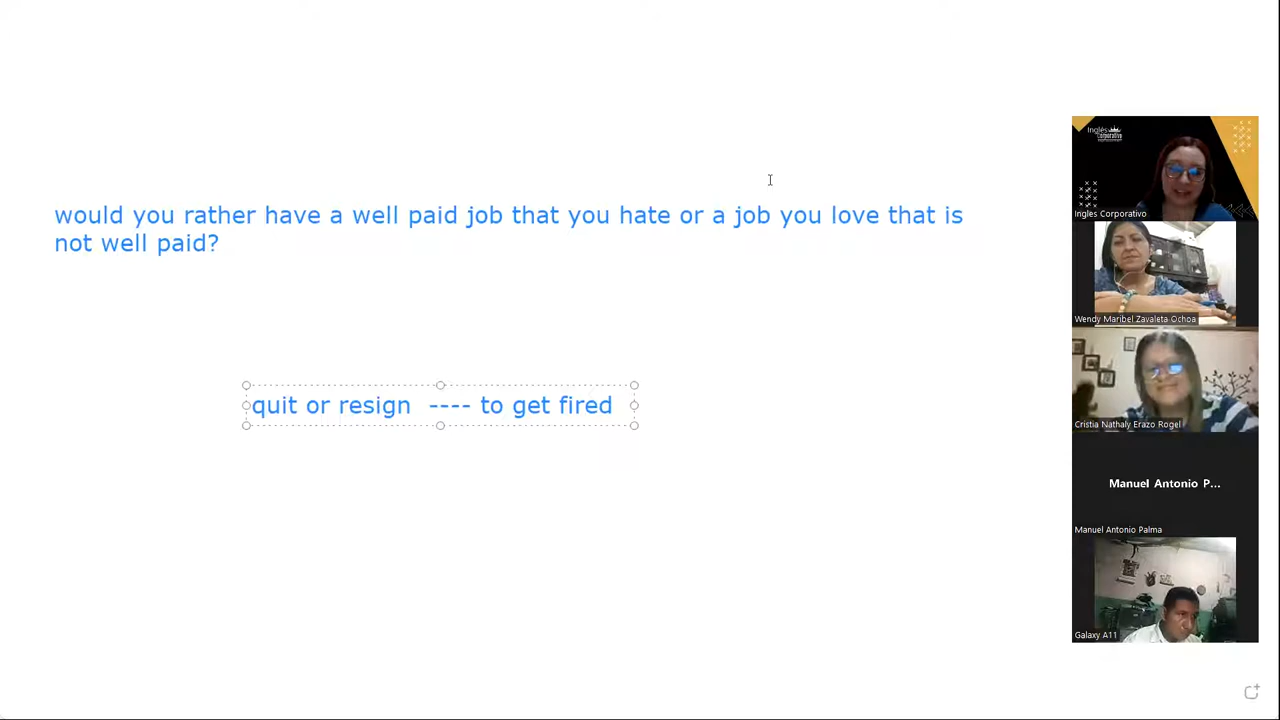 would you rather have a well paid job that you hate or a job you love that is
not well paid?
quit or resign ---- to get fired
Inglés
Corporativo
Ingles Corporativo
Wendy Maribel Zavaleta Ochoa
Cristia Nathaly Erazo Rogel
Manuel Antonio P...
Manuel Antonio Palma
Galaxy A11